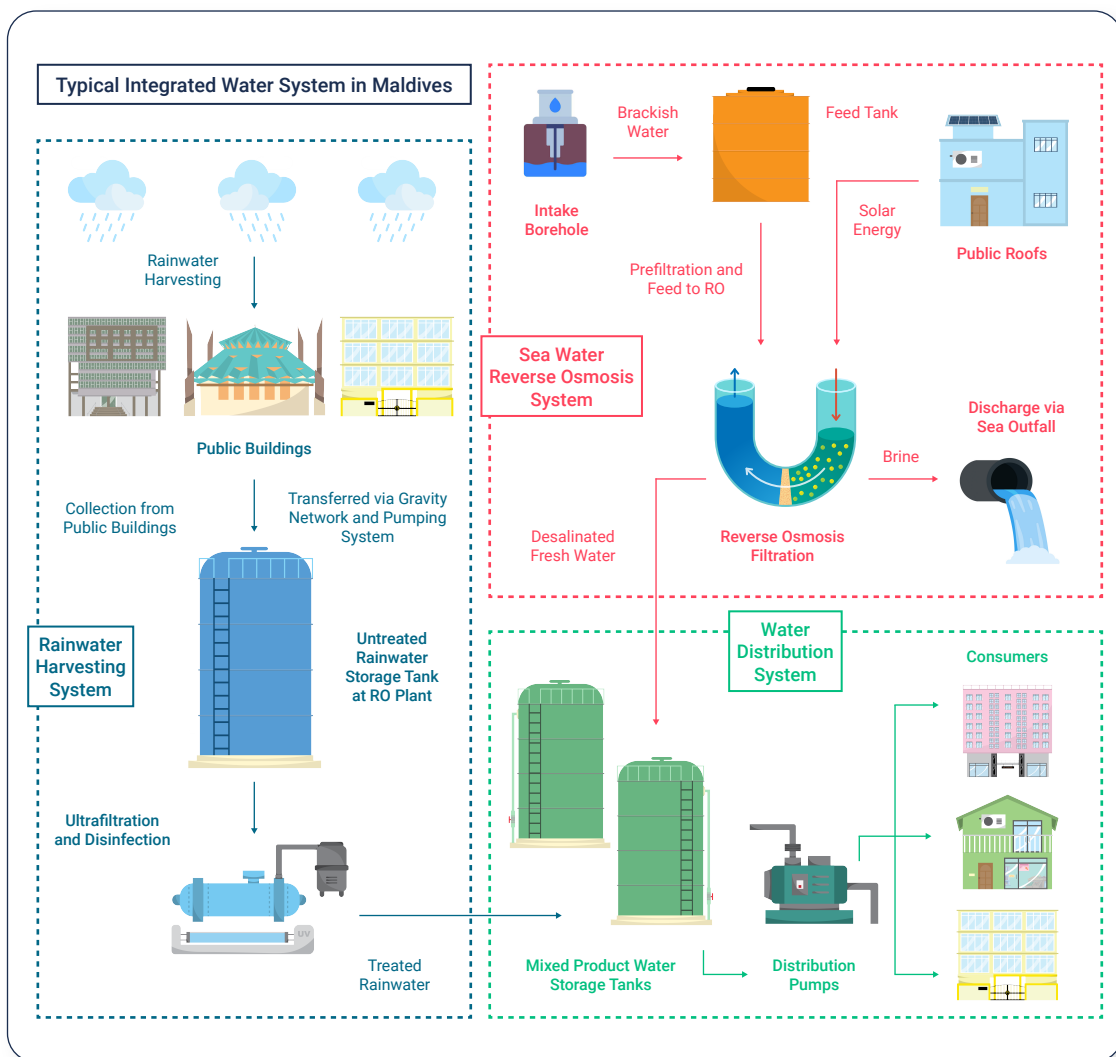 Typical Integrated Water System in Maldives
Rainwater
Harvesting
Public Buildings
Collection from
Public Buildings
Transferred via Gravity
Network and Pumping
System
Rainwater
Harvesting
System
Untreated
Rainwater
Storage Tank
at RO Plant
Ultrafiltration
and Disinfection
UV
Treated
Rainwater
Brackish
Water
Feed Tank
Intake
Borehole
Solar
Energy
Public Roofs
Prefiltration and
Feed to RO
Sea Water
Reverse Osmosis
System
Discharge via
Sea Outfall
Brine
Desalinated
Fresh Water
Reverse Osmosis
Filtration
Water
Distribution
System
Consumers
Mixed Product Water
Storage Tanks
Distribution
Pumps